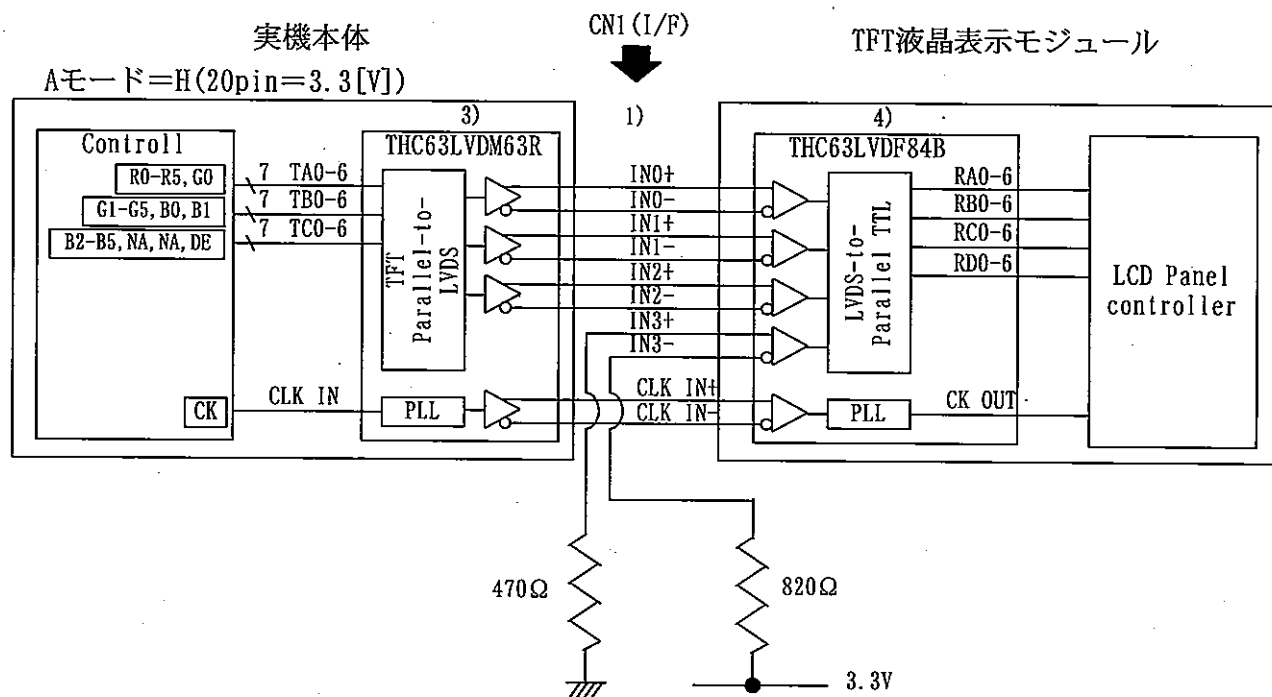 CN1(I/F)
実機本体
TFT液晶表示モジュール
Aモード=H(20pin=3.3[V])
3)
1)
4)
Controll
THC63LVDM63R
THC63LVDF84B
R0-R5,G0
7 TA0-6
IN0+
RA0-6
IN0-
G1-G5,B0,B1
7 TB0-6
IN1+
RB0-6
IN1-
B2-B5,NA,NA,DE
7 TC0-6
IN2+
RC0-6
IN2-
RD0-6
TFT
Parallel-to-
LVDS
LVDS-to-
Parallel TTL
LCD Panel
controller
IN3+
IN3-
CK
CLK IN
PLL
CLK IN+
CLK IN-
PLL
CK OUT
470Ω
820Ω
3.3V